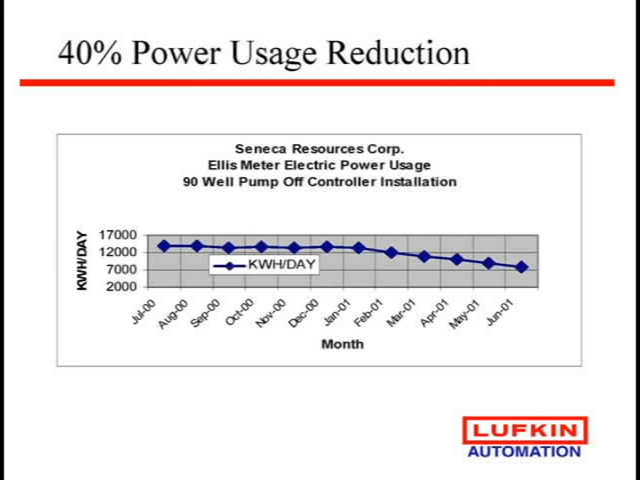 40% Power Usage Reduction
Seneca Resources Corp.
Ellis Meter Electric Power Usage
90 Well Pump Off Controller Installation
KWH/DAY
17000
12000
7000
2000
KWH/DAY
Jul-00
Aug-00
Sep-00
Oct-00
Nov-00
Dec-00
Jan-01
Feb-01
Mar-01
Apr-01
May-01
Jun-01
Month
LUFKIN
AUTOMATION